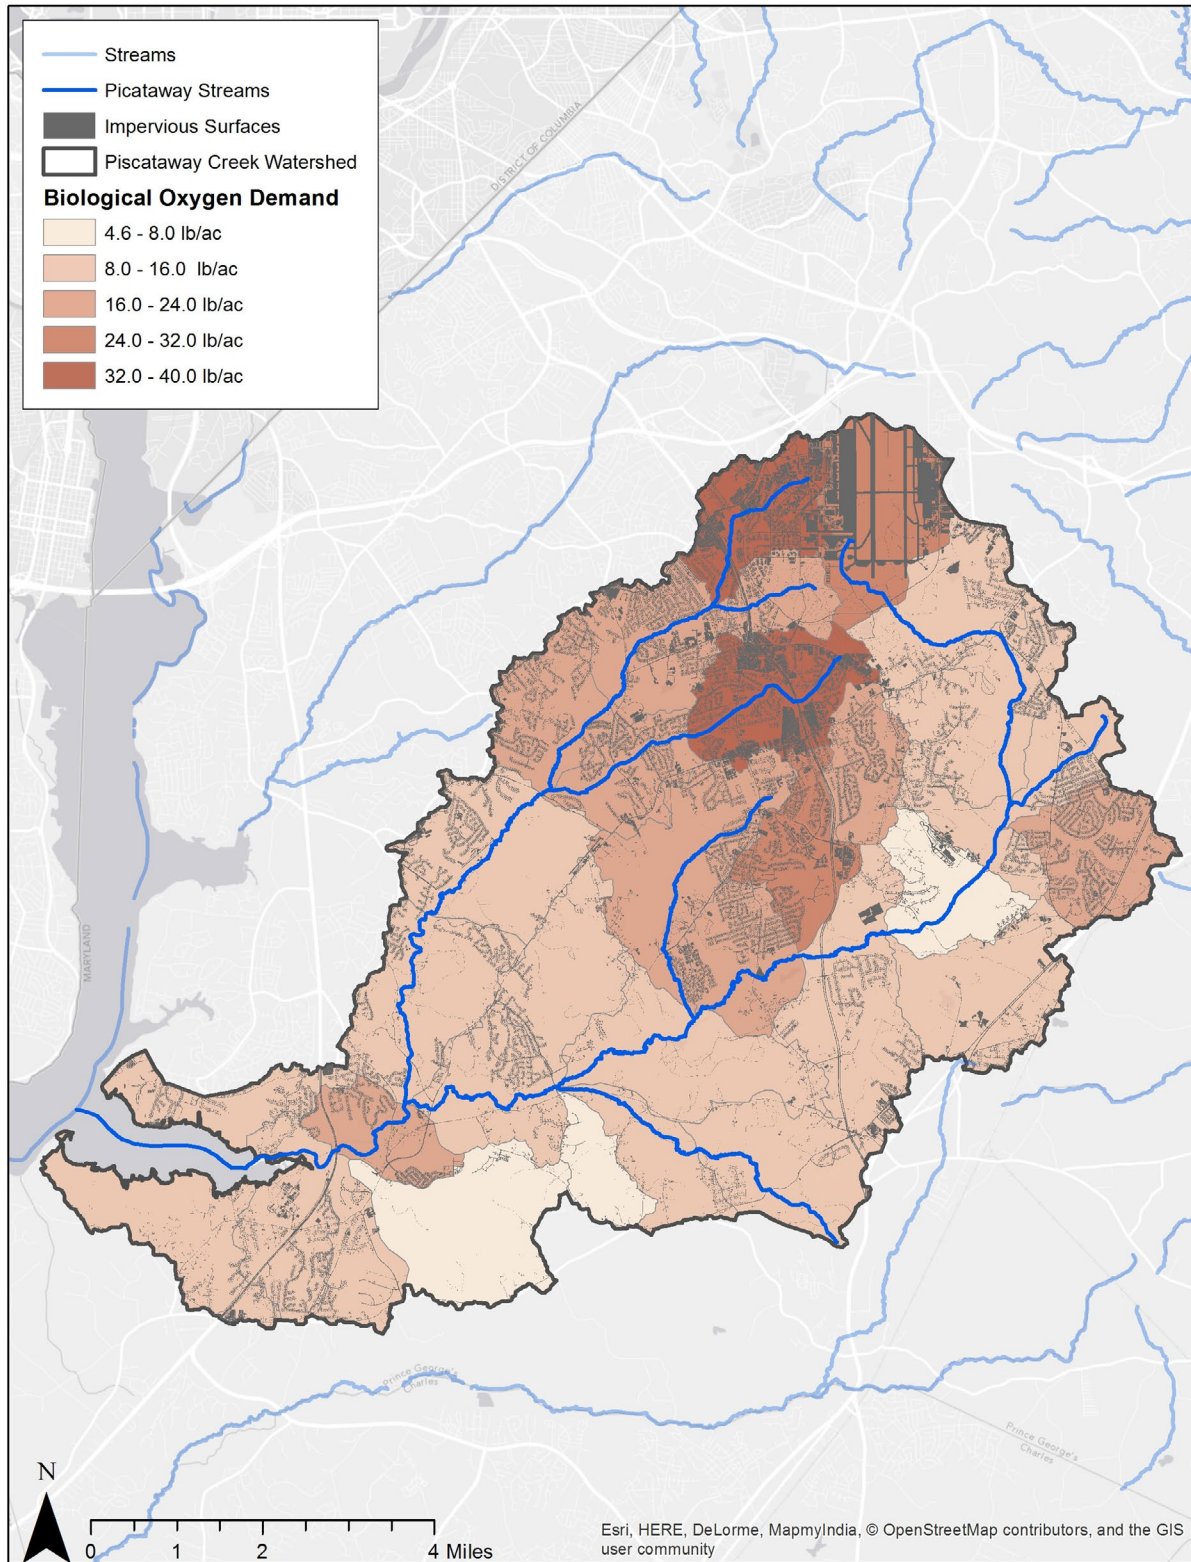 Streams
Picataway Streams
Impervious Surfaces
Piscataway Creek Watershed
Biological Oxygen Demand
4.6 - 8.0 lb/ac
8.0 - 16.0 lb/ac
16.0 - 24.0 lb/ac
24.0 - 32.0 lb/ac
32.0 - 40.0 lb/ac
DISTRICT OF COLUMBIA
MARYLAND
Prince George's
Charles
Prince George's
Charles
N
0 1 2 4 Miles
Esri, HERE, DeLorme, MapmyIndia, © OpenStreetMap contributors, and the GIS
user community